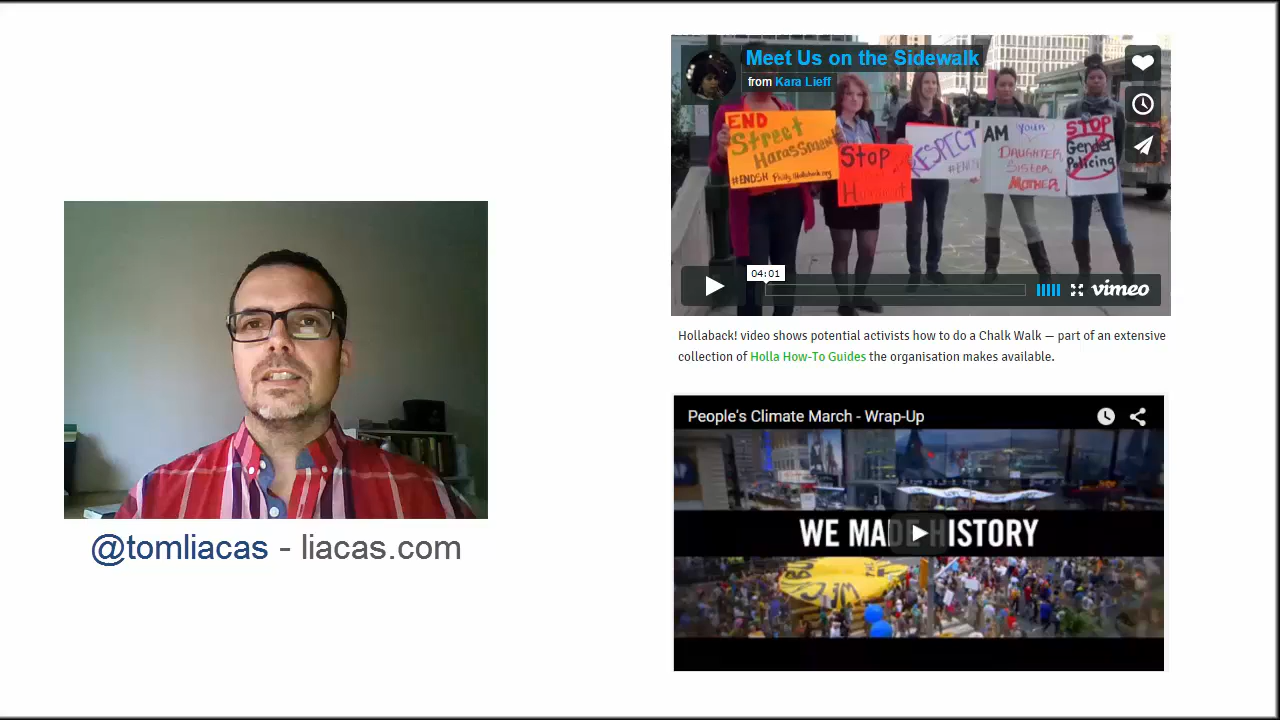 @tomliacas - liacas.com
Meet Us on the Sidewalk
from Kara Lieff
END
Street
Harassment
#ENDSH
Stop
RESPECT
I AM your
DAUGHTER
SISTER
MOTHER
STOP
Gender
Policing
04:01
vimeo
Hollaback! video shows potential activists how to do a Chalk Walk — part of an extensive
collection of Holla How-To Guides the organisation makes available.
People's Climate March - Wrap-Up
WE MADE HISTORY